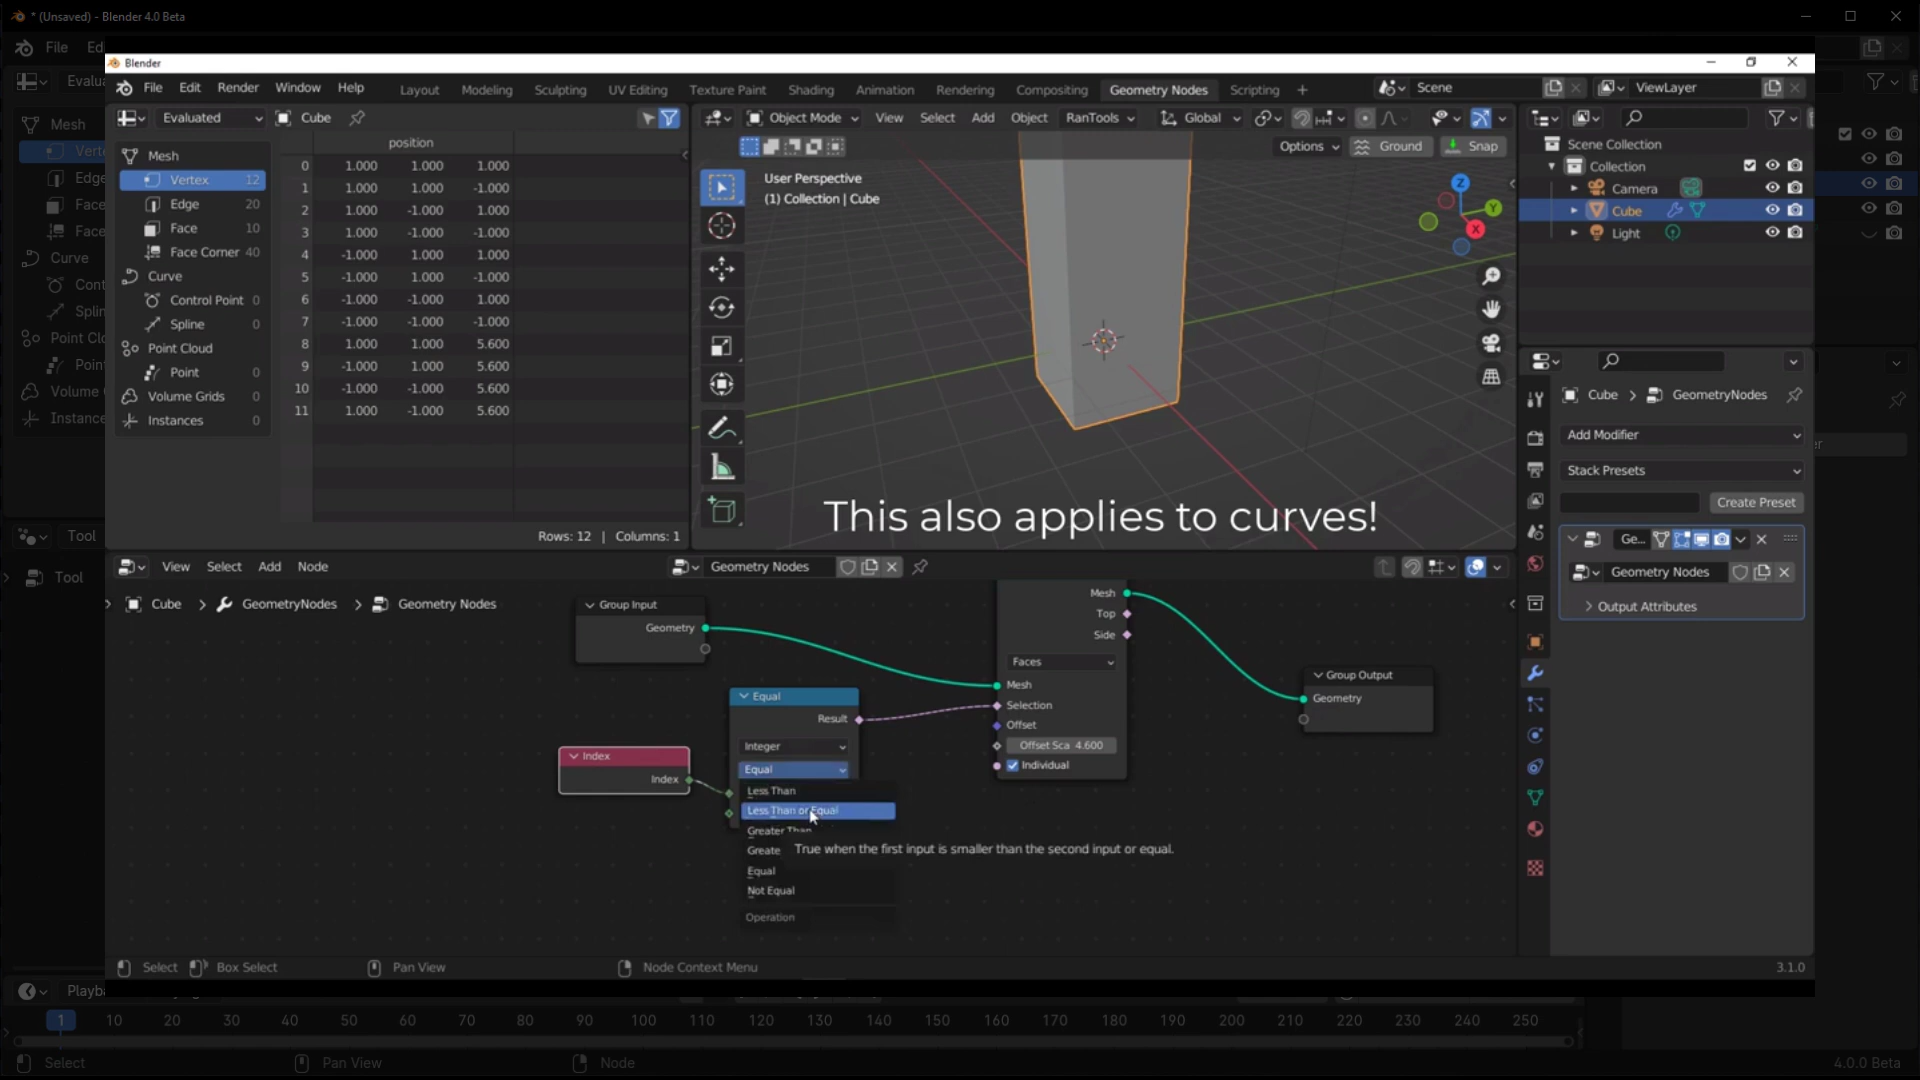 * (Unsaved) - Blender 4.0 Beta
File
Blender
File Edit Render Window Help
Layout Modeling Sculpting UV Editing Texture Paint Shading Animation Rendering Compositing Geometry Nodes Scripting +
Scene
ViewLayer
Evaluated
Cube
Object Mode View Select Add Object RanTools Global
Options Ground Snap
Mesh
Vertex 12
Edge 20
Face 10
Face Corner 40
Curve
Control Point 0
Spline 0
Point Cloud
Point 0
Volume Grids 0
Instances 0
position
0 1.000 1.000 1.000
1 1.000 1.000 -1.000
2 1.000 -1.000 1.000
3 1.000 -1.000 -1.000
4 -1.000 1.000 1.000
5 -1.000 1.000 -1.000
6 -1.000 -1.000 1.000
7 -1.000 -1.000 -1.000
8 1.000 1.000 5.600
9 -1.000 1.000 5.600
10 -1.000 -1.000 5.600
11 1.000 -1.000 5.600
Rows: 12 | Columns: 1
User Perspective
(1) Collection | Cube
Z
Y
X
This also applies to curves!
Scene Collection
Collection
Camera
Cube
Light
Cube > GeometryNodes
Add Modifier
Stack Presets
Create Preset
Ge...
Geometry Nodes
Output Attributes
View Select Add Node
Geometry Nodes
Cube > GeometryNodes > Geometry Nodes
Group Input
Geometry
Equal
Result
Integer
Equal
Index
Index
Less Than
Less Than or Equal
Greater Than
Greate
True when the first input is smaller than the second input or equal.
Equal
Not Equal
Operation
Mesh
Top
Side
Faces
Mesh
Selection
Offset
Offset Sca 4.600
Individual
Group Output
Geometry
Select Box Select Pan View Node Context Menu
3.1.0
Mesh
Curve
Tool
Tool
1 10 20 30 40 50 60 70 80 90 100 110 120 130 140 150 160 170 180 190 200 210 220 230 240 250
Select Pan View Node
4.0.0 Beta